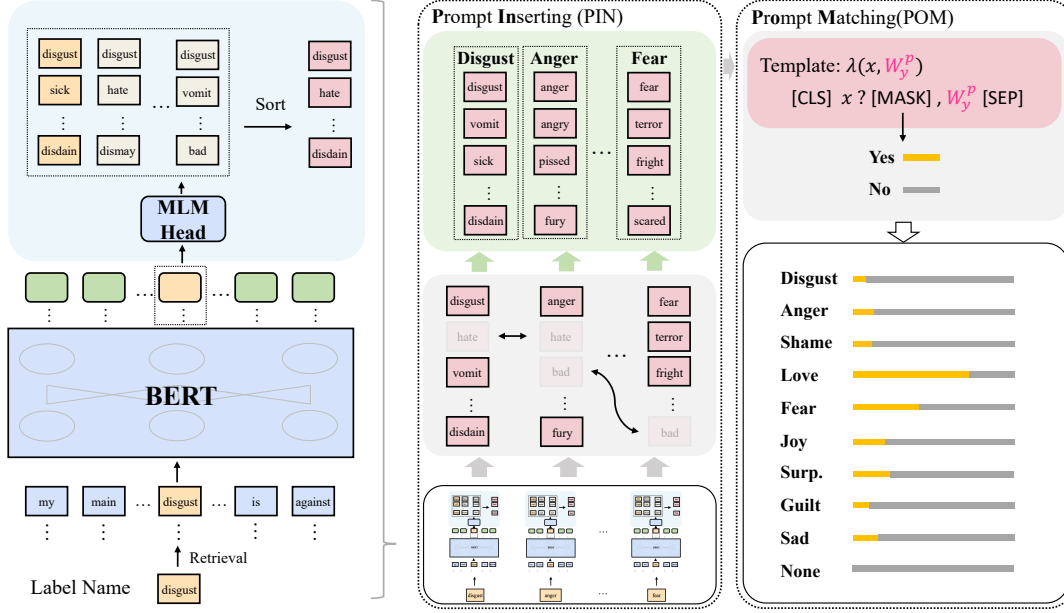 disgust disgust disgust disgust
sick hate ... vomit hate
Sort
disdain dismay bad disdain
MLM
Head
... ...
BERT
my main ... disgust ... is against
Retrieval
Label Name
disgust
Prompt Inserting (PIN)
Disgust Anger Fear
disgust anger fear
vomit angry terror
sick pissed ... fright
disdain fury scared
disgust anger fear
hate hate terror
...
vomit bad fright
disdain fury bad
...
disgust anger ... fear
Prompt Matching(POM)
Template: λ(x, W_y^p)
[CLS] x ? [MASK] , W_y^p [SEP]
Yes
No
Disgust
Anger
Shame
Love
Fear
Joy
Surp.
Guilt
Sad
None